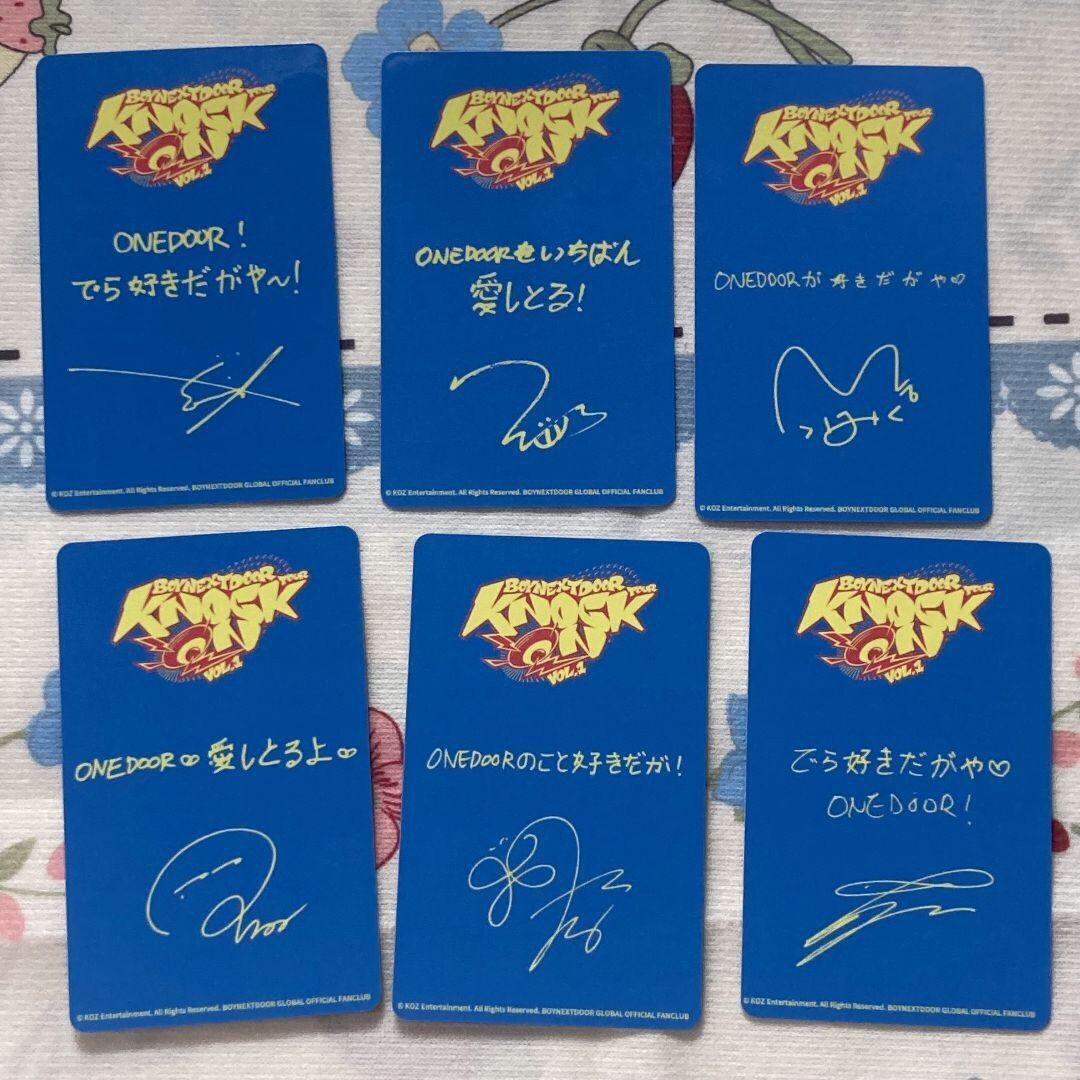 BOYNEXTDOOR TOUR
KNOCK
ON
VOL.1
ONEDOOR!
でら好きだがや〜!
© KOZ Entertainment. All Rights Reserved. BOYNEXTDOOR GLOBAL OFFICIAL FANCLUB
BOYNEXTDOOR TOUR
KNOCK
ON
VOL.1
ONEDOORをいちばん
愛しとる!
© KOZ Entertainment. All Rights Reserved. BOYNEXTDOOR GLOBAL OFFICIAL FANCLUB
BOYNEXTDOOR TOUR
KNOCK
ON
VOL.1
ONEDOORが好きだがや♡
© KOZ Entertainment. All Rights Reserved. BOYNEXTDOOR GLOBAL OFFICIAL FANCLUB
BOYNEXTDOOR TOUR
KNOCK
ON
VOL.1
ONEDOOR♡愛しとるよ♡
© KOZ Entertainment. All Rights Reserved. BOYNEXTDOOR GLOBAL OFFICIAL FANCLUB
BOYNEXTDOOR TOUR
KNOCK
ON
VOL.1
ONEDOORのこと好きだが!
© KOZ Entertainment. All Rights Reserved. BOYNEXTDOOR GLOBAL OFFICIAL FANCLUB
BOYNEXTDOOR TOUR
KNOCK
ON
VOL.1
でら好きだがや♡
ONEDOOR!
© KOZ Entertainment. All Rights Reserved. BOYNEXTDOOR GLOBAL OFFICIAL FANCLUB